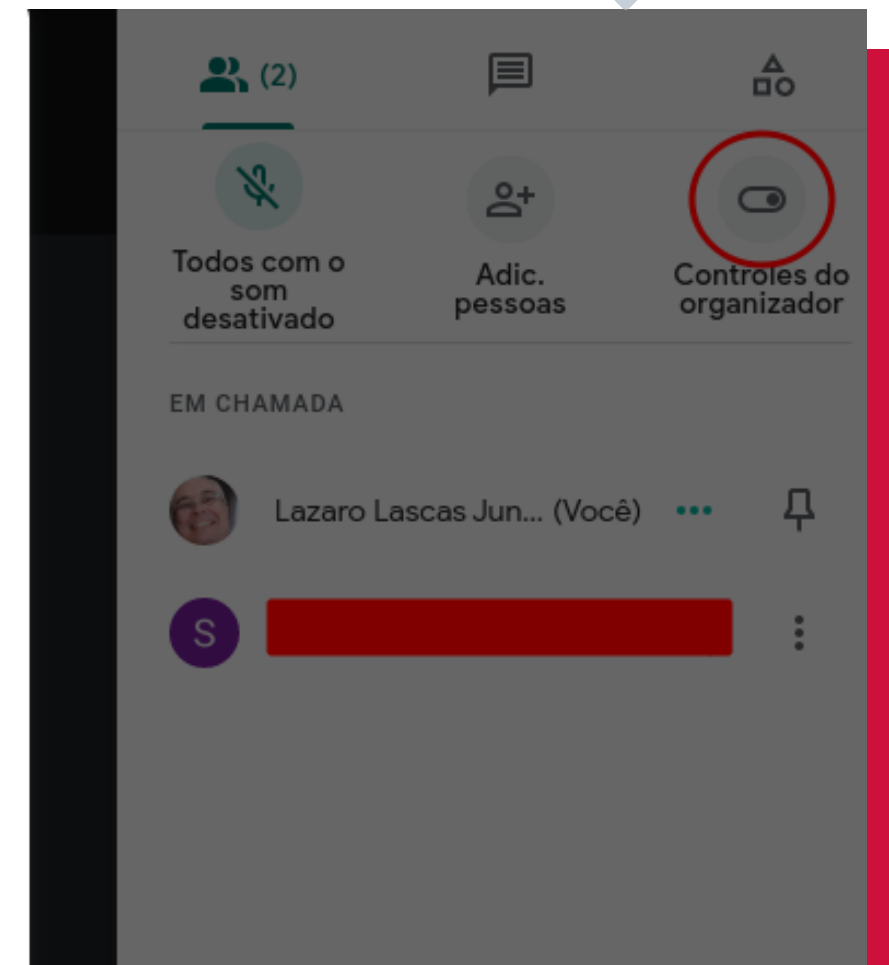 (2)
Todos com o
som
desativado
Adic.
pessoas
Controles do
organizador
EM CHAMADA
Lazaro Lascas Jun... (Você)
S